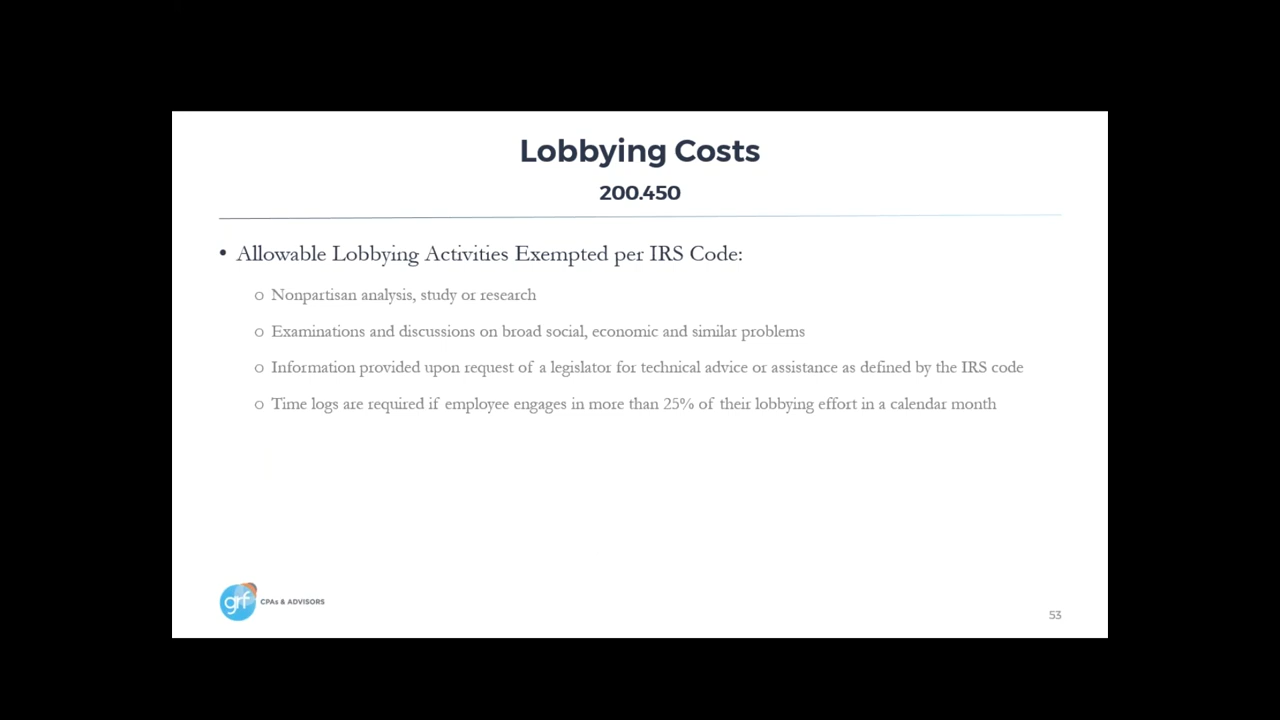 Lobbying Costs
200.450
• Allowable Lobbying Activities Exempted per IRS Code:
○ Nonpartisan analysis, study or research
○ Examinations and discussions on broad social, economic and similar problems
○ Information provided upon request of a legislator for technical advice or assistance as defined by the IRS code
○ Time logs are required if employee engages in more than 25% of their lobbying effort in a calendar month
grf CPAs & ADVISORS
53